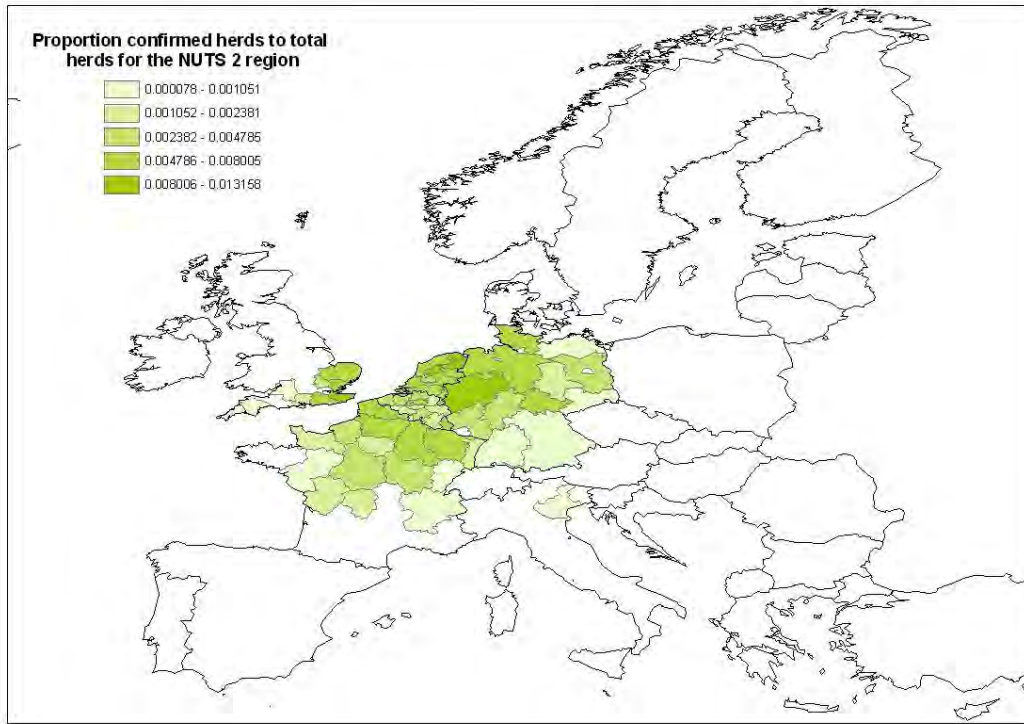 Proportion confirmed herds to total
herds for the NUTS 2 region
0.000078 - 0.001051
0.001052 - 0.002381
0.002382 - 0.004785
0.004786 - 0.008005
0.008006 - 0.013158